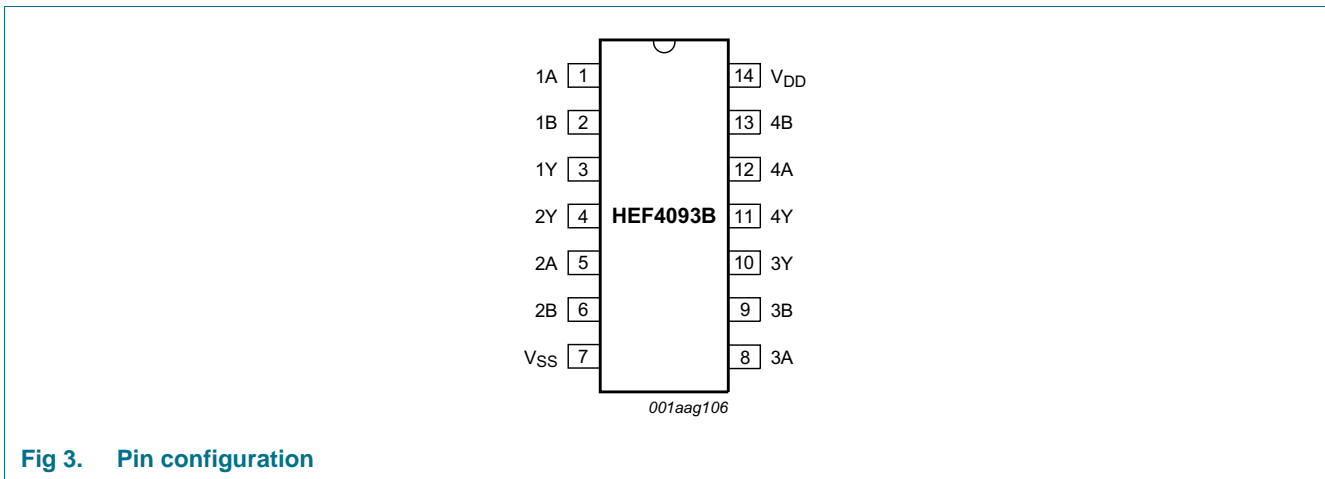 1A 1 14 VDD
1B 2 13 4B
1Y 3 12 4A
2Y 4 HEF4093B 11 4Y
2A 5 10 3Y
2B 6 9 3B
VSS 7 8 3A
001aag106
Fig 3. Pin configuration